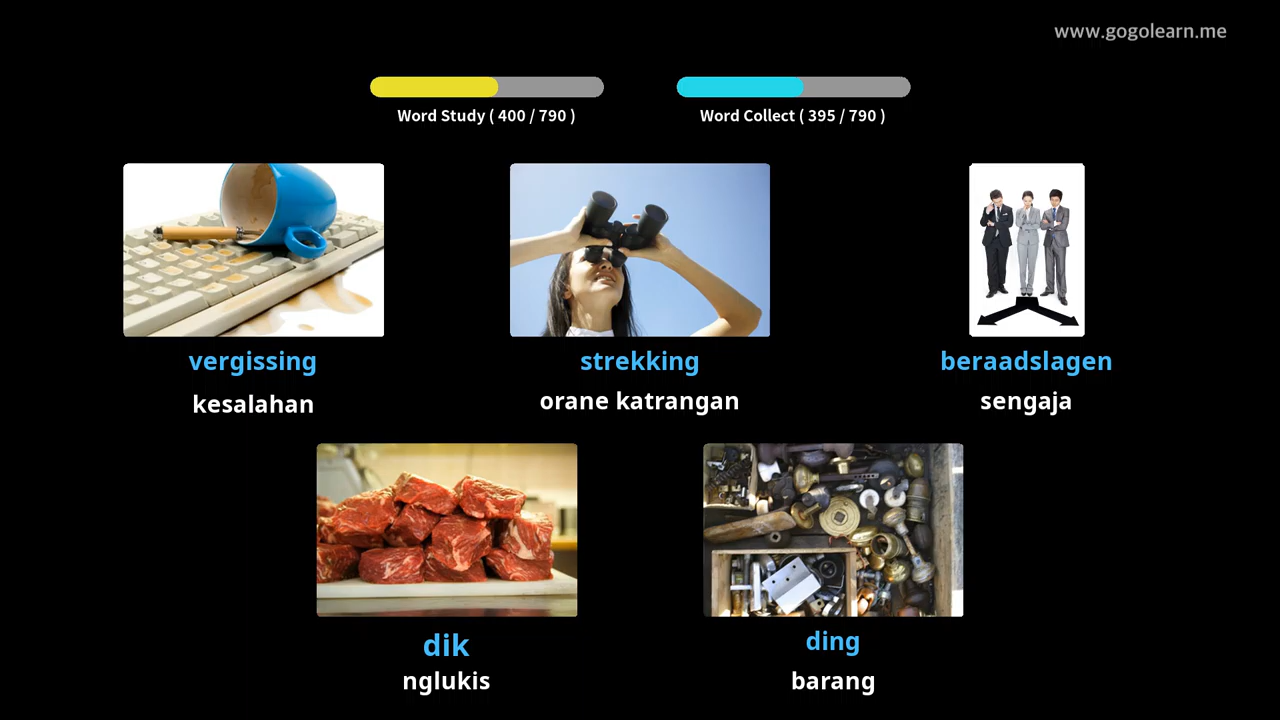 www.gogolearn.me
Word Study ( 400 / 790 )
Word Collect ( 395 / 790 )
vergissing
kesalahan
strekking
orane katrangan
beraadslagen
sengaja
dik
nglukis
ding
barang